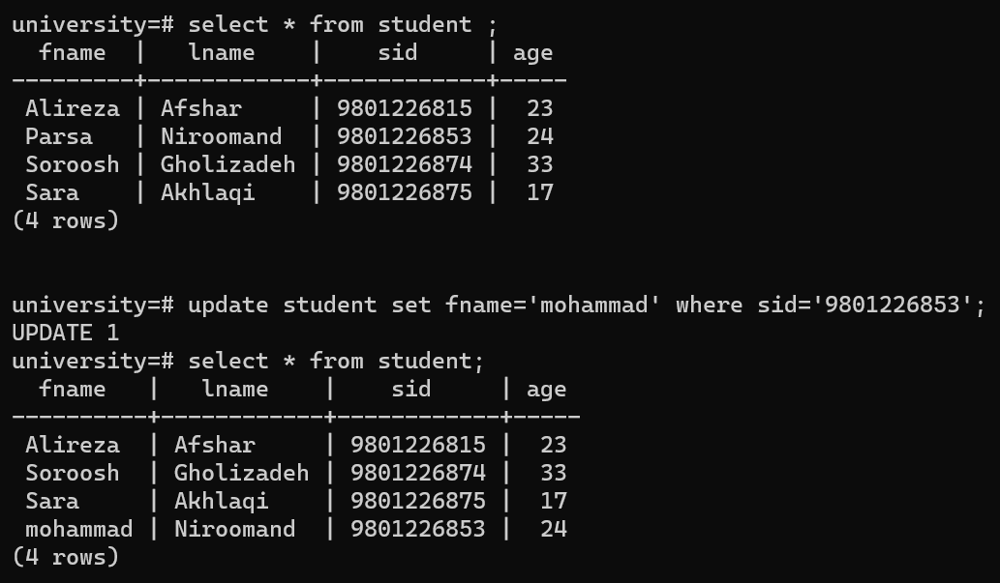 university=# select * from student ;
  fname  |   lname    |    sid     | age
---------+------------+------------+-----
 Alireza | Afshar     | 9801226815 |  23
 Parsa   | Niroomand  | 9801226853 |  24
 Soroosh | Gholizadeh | 9801226874 |  33
 Sara    | Akhlaqi    | 9801226875 |  17
(4 rows)
university=# update student set fname='mohammad' where sid='9801226853';
UPDATE 1
university=# select * from student;
  fname   |   lname    |    sid     | age
----------+------------+------------+-----
 Alireza  | Afshar     | 9801226815 |  23
 Soroosh  | Gholizadeh | 9801226874 |  33
 Sara     | Akhlaqi    | 9801226875 |  17
 mohammad | Niroomand  | 9801226853 |  24
(4 rows)